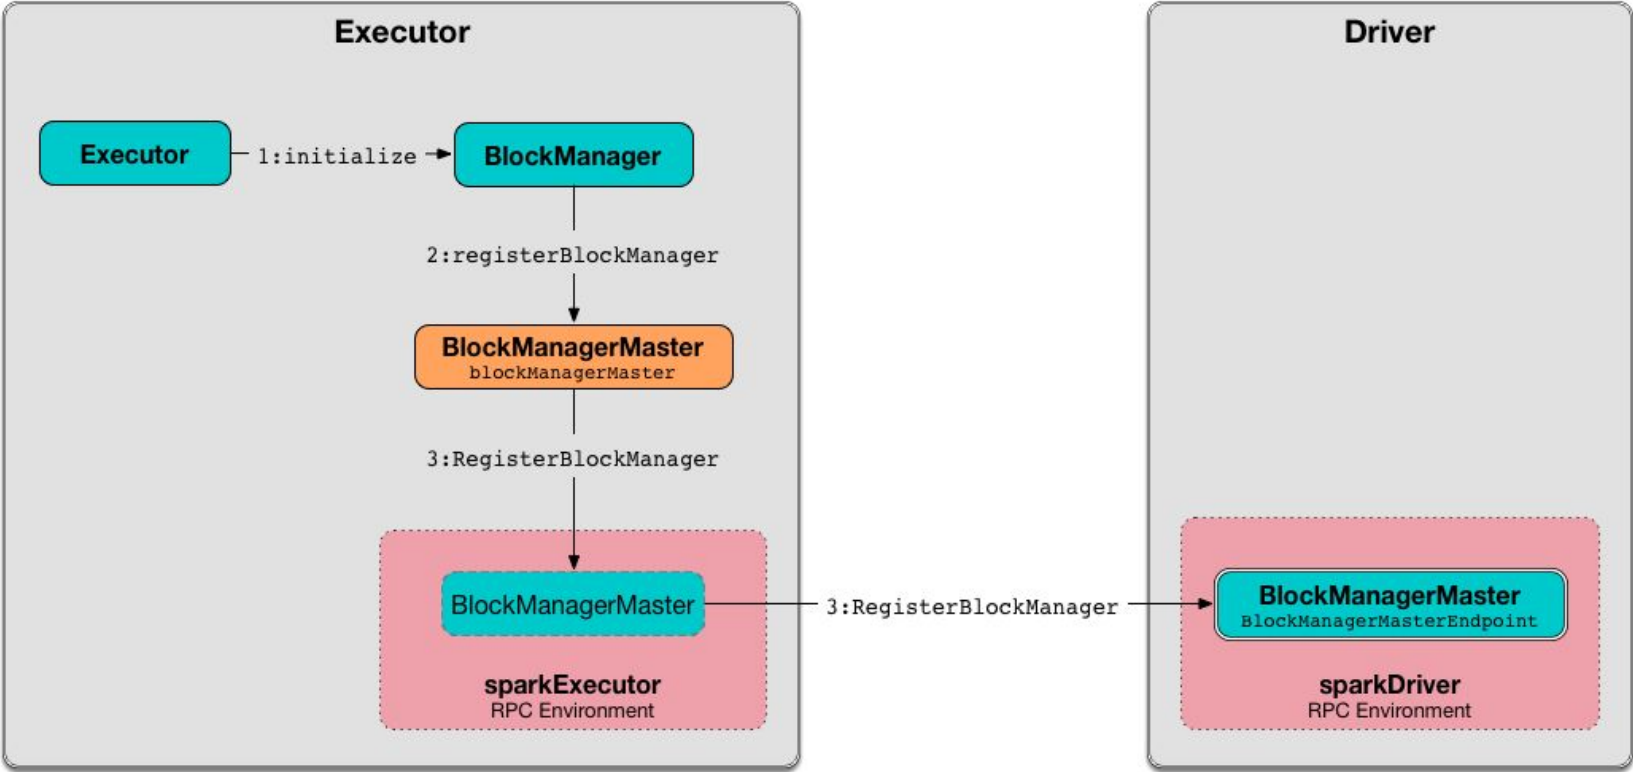 Executor
Driver
Executor
1:initialize
BlockManager
2:registerBlockManager
BlockManagerMaster
blockManagerMaster
3:RegisterBlockManager
BlockManagerMaster
3:RegisterBlockManager
BlockManagerMaster
BlockManagerMasterEndpoint
sparkExecutor
RPC Environment
sparkDriver
RPC Environment